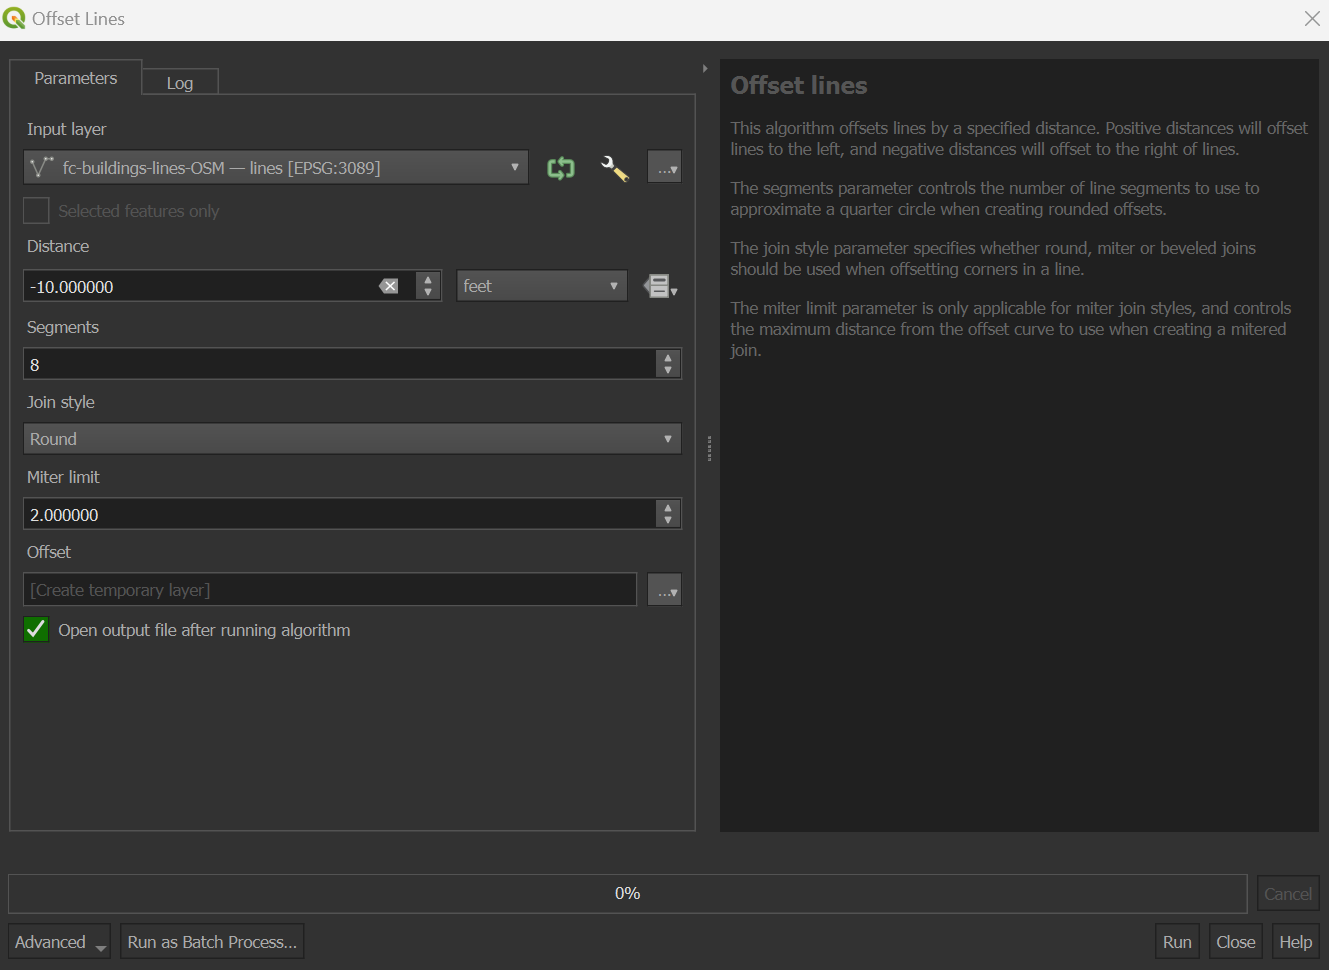 Offset Lines
Parameters
Log
Input layer
fc-buildings-lines-OSM — lines [EPSG:3089]
...
Selected features only
Distance
-10.000000
feet
Segments
8
Join style
Round
Miter limit
2.000000
Offset
[Create temporary layer]
...
Open output file after running algorithm
Offset lines
This algorithm offsets lines by a specified distance. Positive distances will offset
lines to the left, and negative distances will offset to the right of lines.
The segments parameter controls the number of line segments to use to
approximate a quarter circle when creating rounded offsets.
The join style parameter specifies whether round, miter or beveled joins
should be used when offsetting corners in a line.
The miter limit parameter is only applicable for miter join styles, and controls
the maximum distance from the offset curve to use when creating a mitered
join.
0%
Cancel
Advanced
Run as Batch Process...
Run
Close
Help